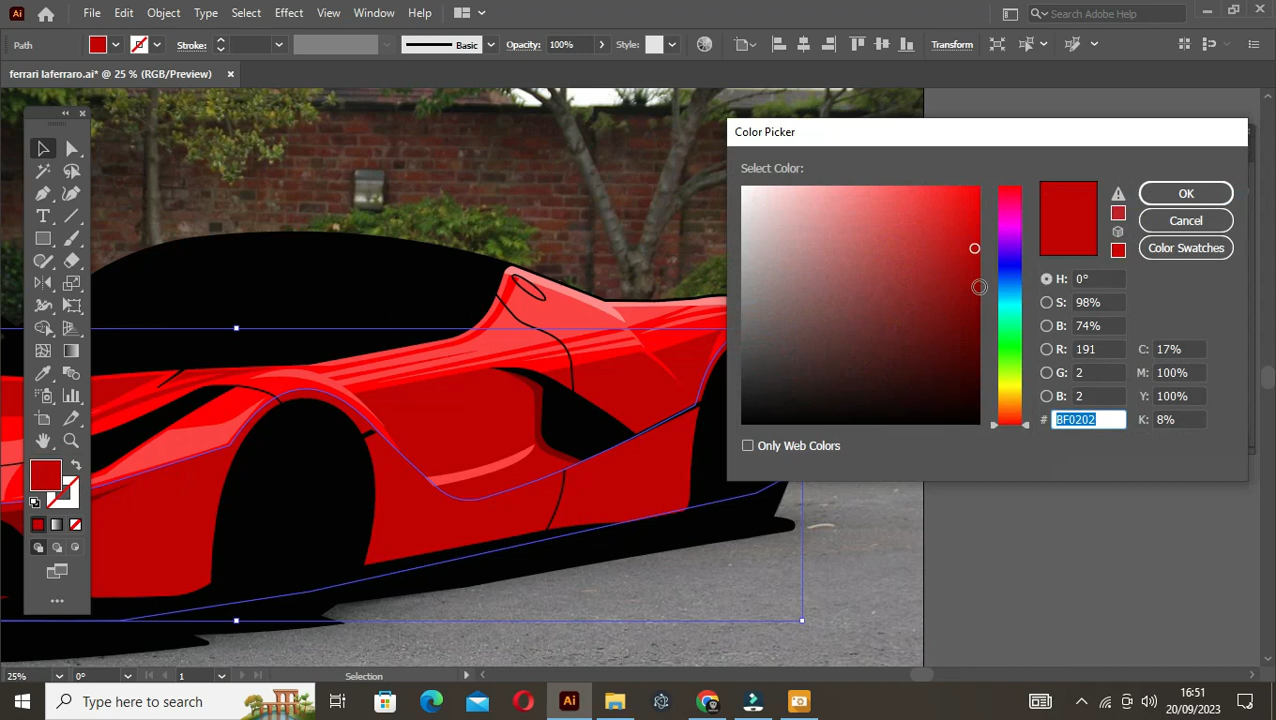 Ai File Edit Object Type Select Effect View Window Help Search Adobe Help
Path Stroke: Basic Opacity: 100% Style: Transform
ferrari laferraro.ai* @ 25 % (RGB/Preview)
Color Picker
Select Color:
OK
Cancel
Color Swatches
H: 0°
S: 98%
B: 74%
R: 191 C: 17%
G: 2 M: 100%
B: 2 Y: 100%
# BF0202 K: 8%
Only Web Colors
25% 0° 1 Selection
Type here to search Ai 16:51
20/09/2023